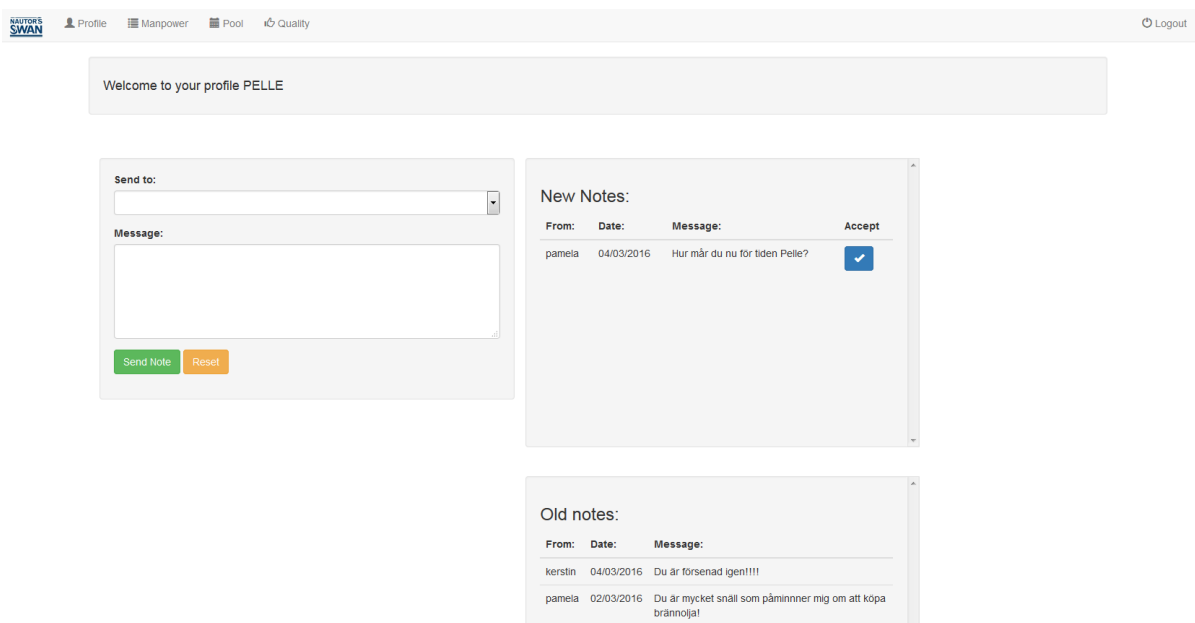 NAUTOR'S
SWAN
Profile Manpower Pool Quality Logout
Welcome to your profile PELLE
Send to:
Message:
Send Note Reset
New Notes:
From: Date: Message: Accept
pamela 04/03/2016 Hur mår du nu för tiden Pelle?
Old notes:
From: Date: Message:
kerstin 04/03/2016 Du är försenad igen!!!!
pamela 02/03/2016 Du är mycket snäll som påminnner mig om att köpa
brännolja!